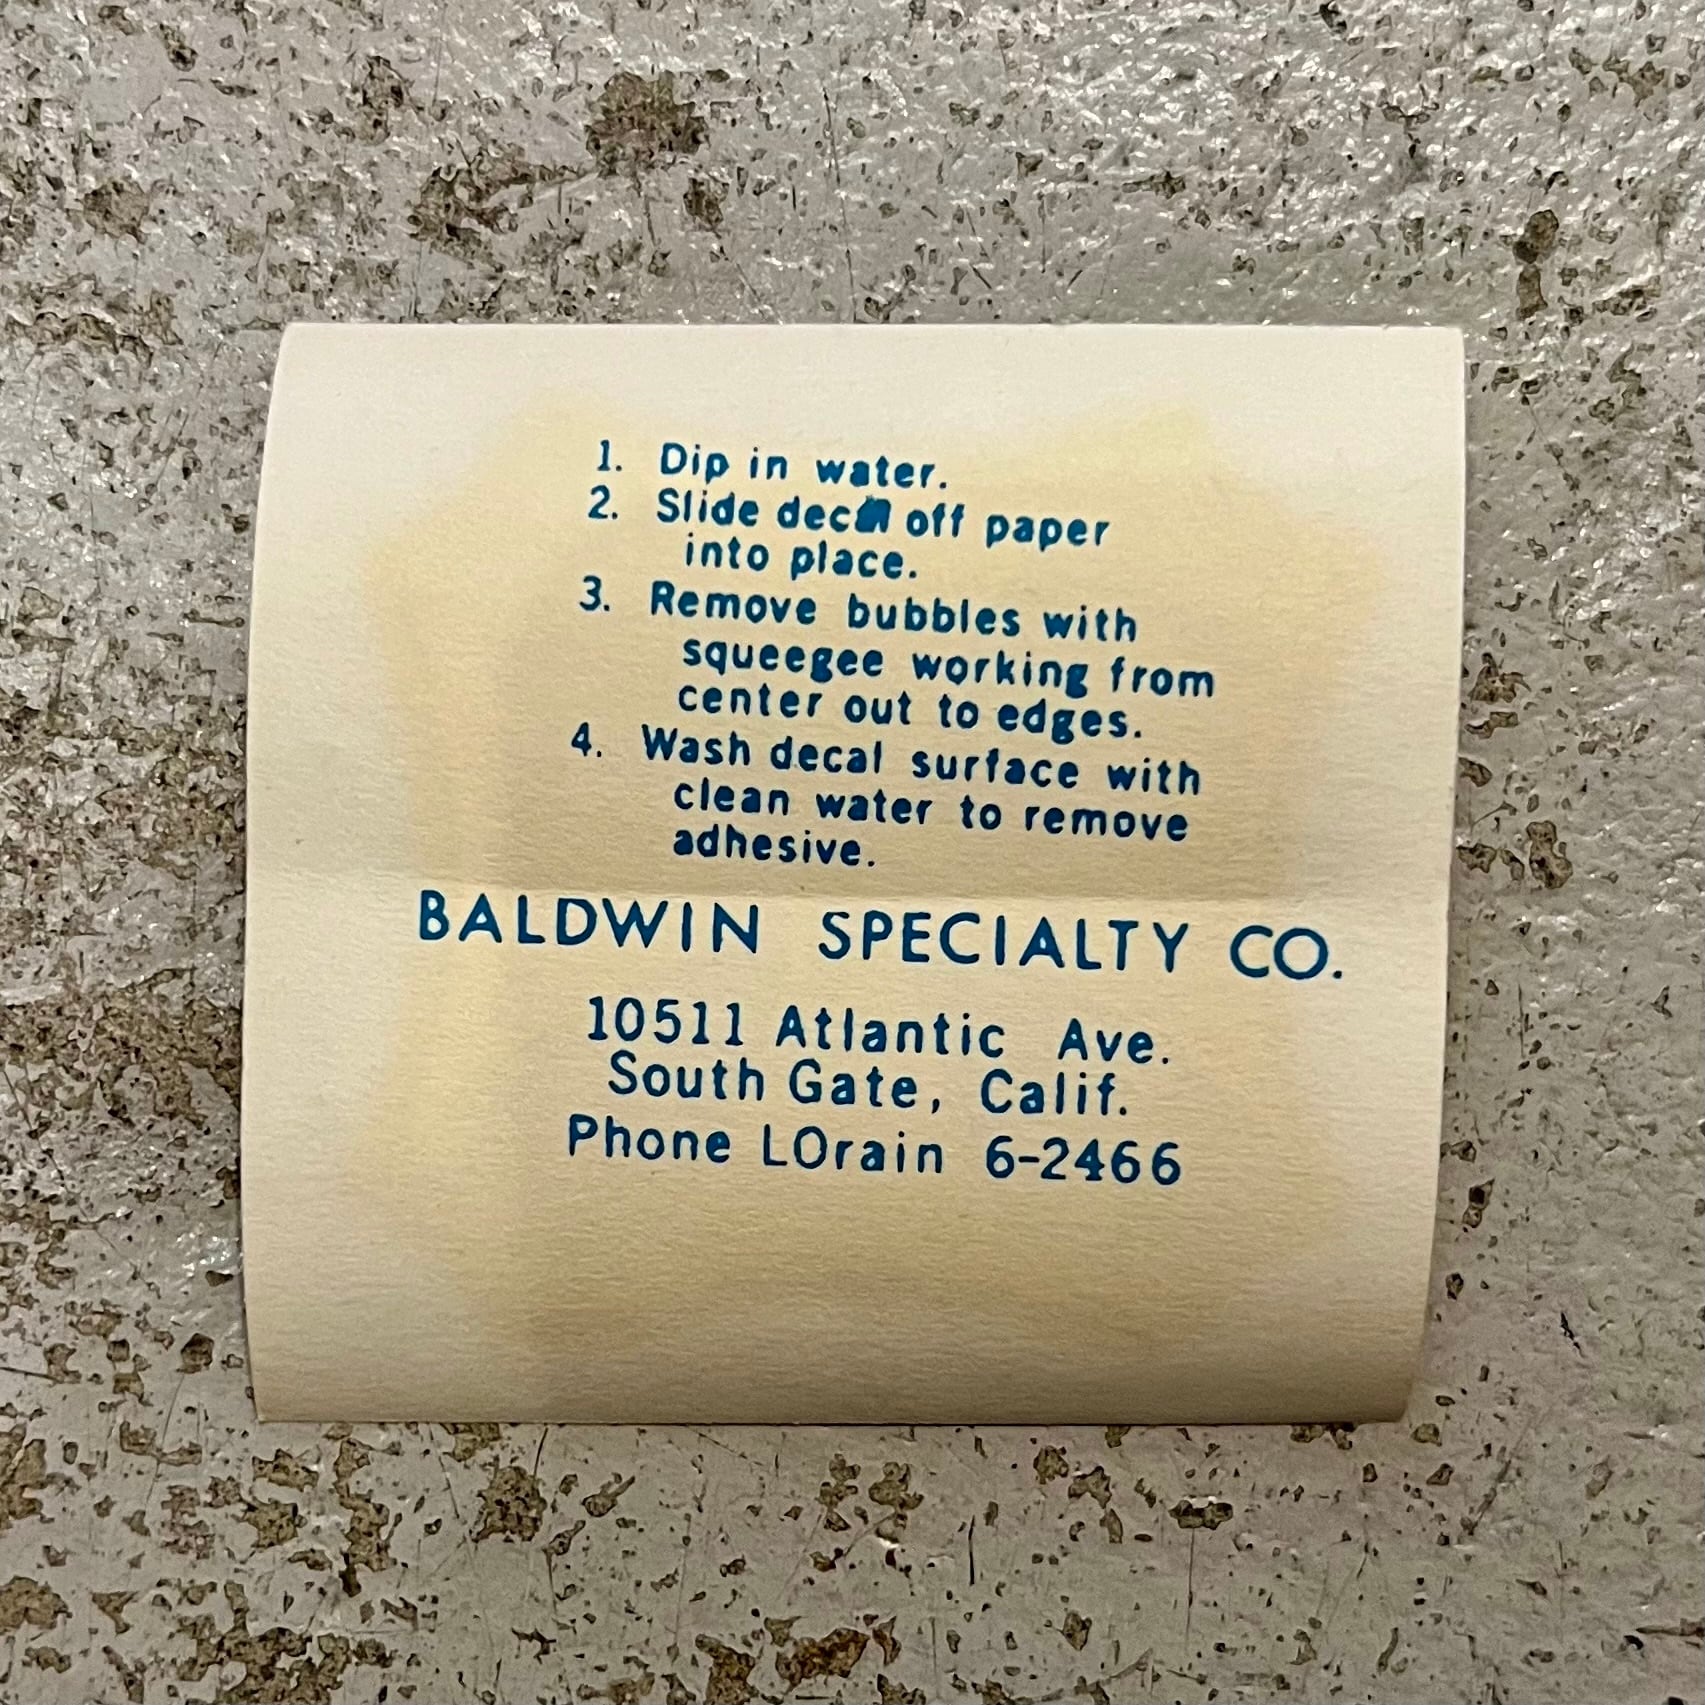 1. Dip in water.
2. Slide decal off paper
into place.
3. Remove bubbles with
squeegee working from
center out to edges.
4. Wash decal surface with
clean water to remove
adhesive.
BALDWIN SPECIALTY CO.
10511 Atlantic Ave.
South Gate, Calif.
Phone LOrain 6-2466